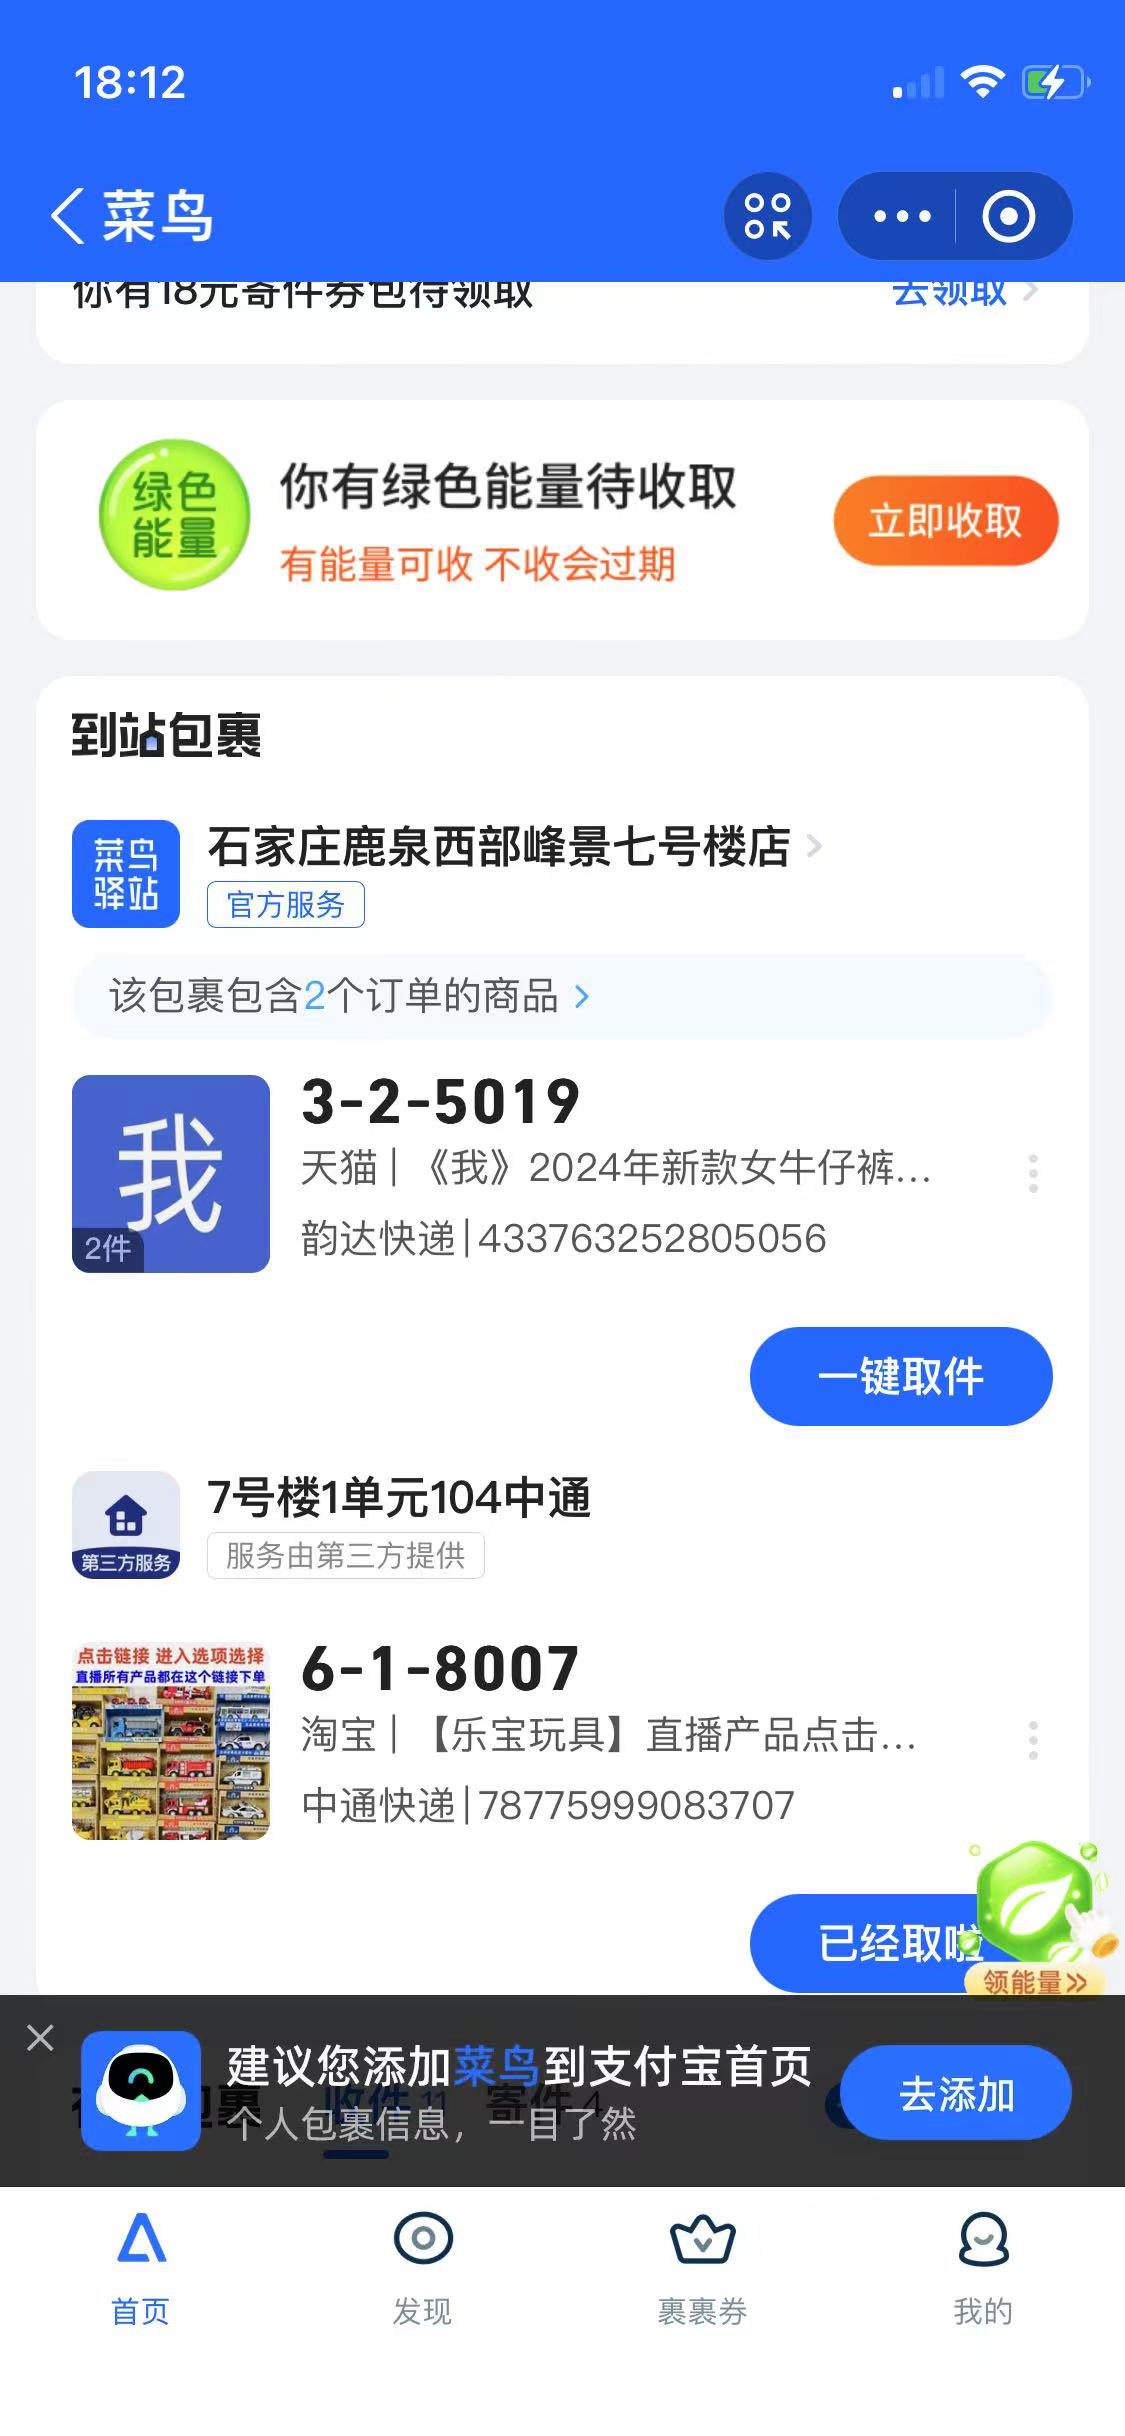 18:12
菜鸟
你有18元寄件券包待领取
去领取
绿色
能量
你有绿色能量待收取
有能量可收 不收会过期
立即收取
到站包裹
菜鸟
驿站
石家庄鹿泉西部峰景七号楼店
官方服务
该包裹包含2个订单的商品
我
2件
3-2-5019
天猫 | 《我》2024年新款女牛仔裤...
韵达快递|433763252805056
一键取件
第三方服务
7号楼1单元104中通
服务由第三方提供
点击链接 进入选项选择
直播所有产品都在这个链接下单
6-1-8007
淘宝 | 【乐宝玩具】直播产品点击...
中通快递|78775999083707
已经取啦
领能量
建议您添加菜鸟到支付宝首页
个人包裹信息，一目了然
去添加
包裹
收件 11
寄件 4
首页
发现
裹裹券
我的